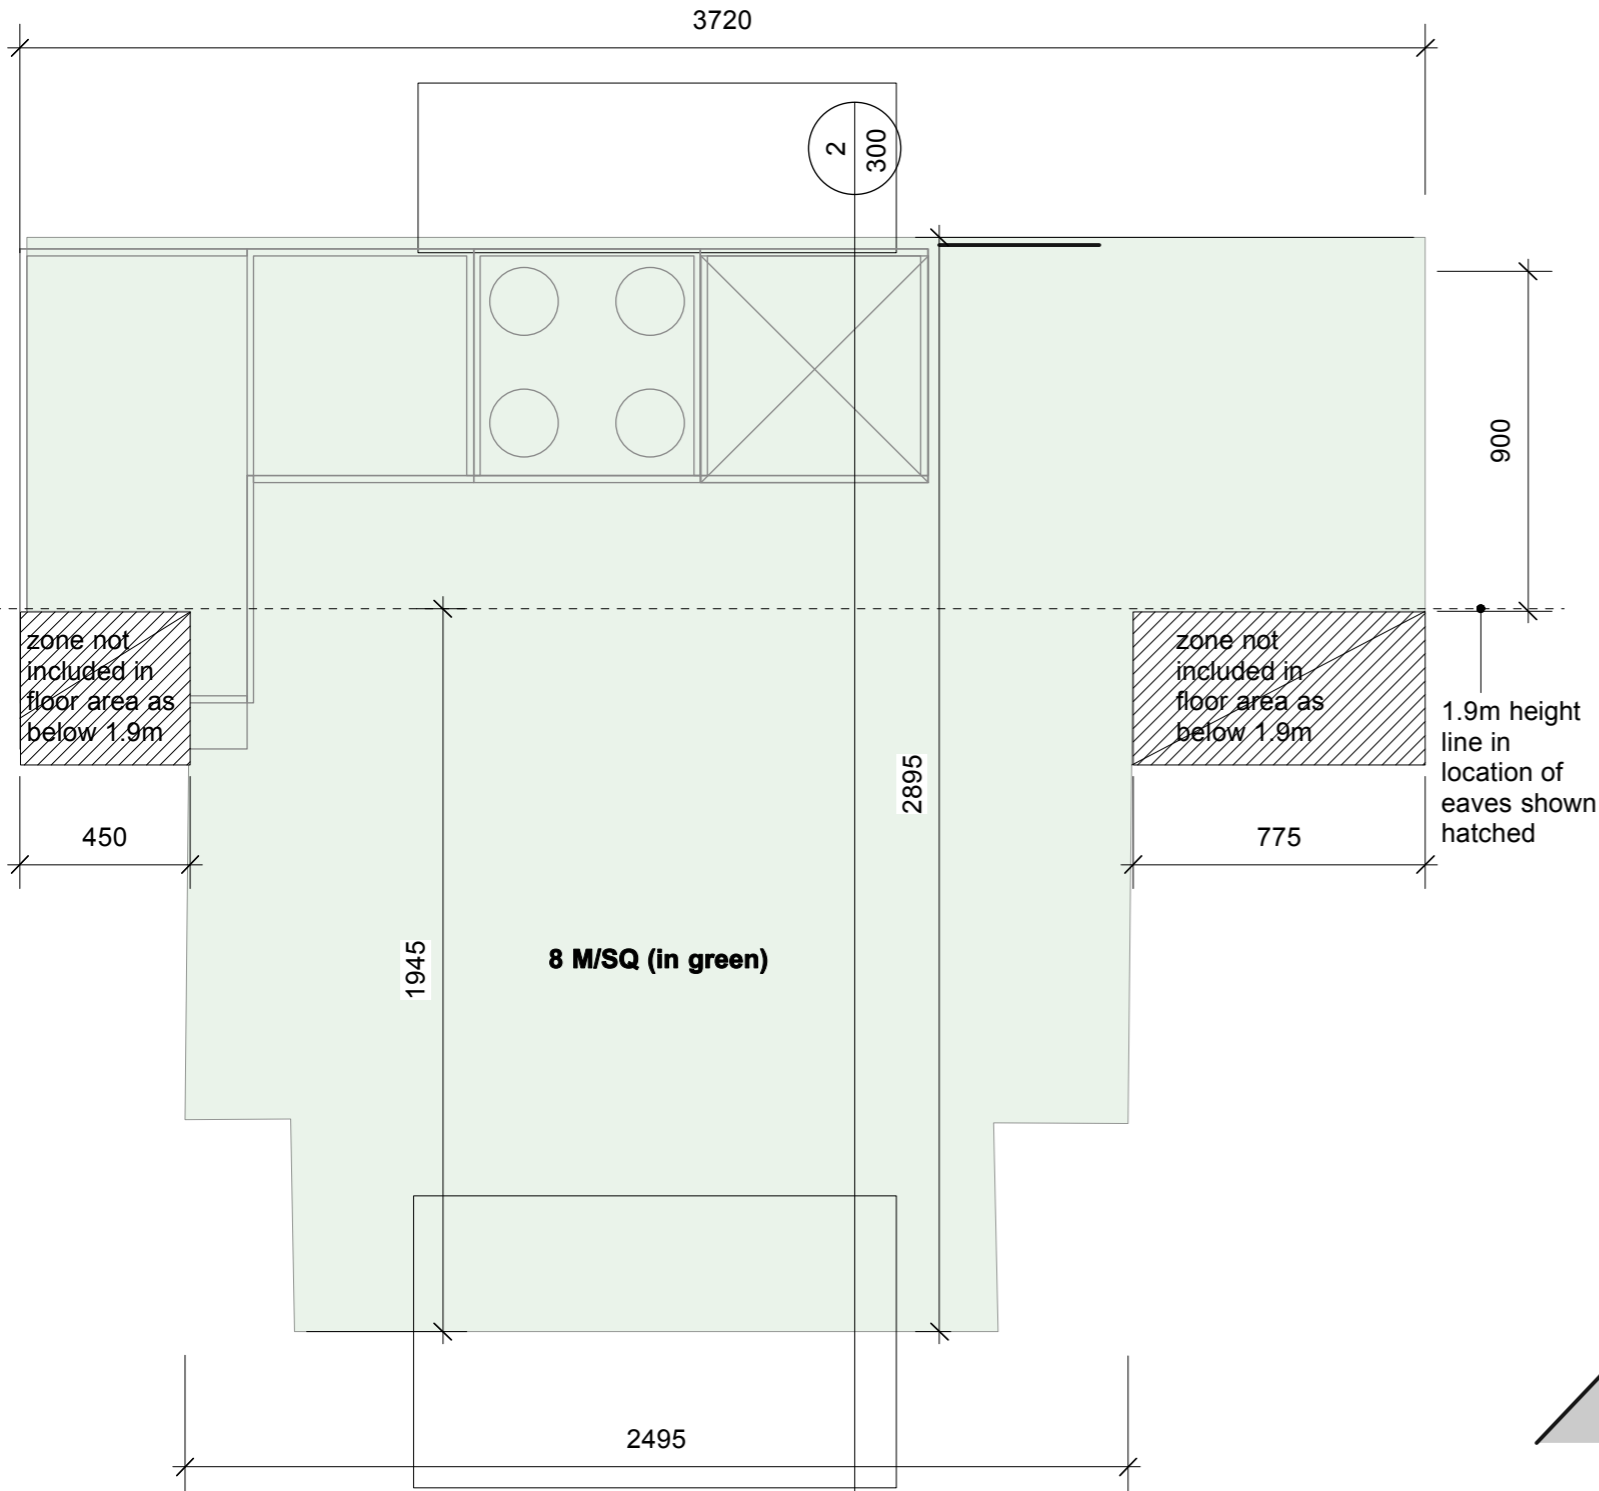 3720
2
300
900
zone not
included in
floor area as
below 1.9m
zone not
included in
floor area as
below 1.9m
1.9m height
line in
location of
eaves shown
hatched
450
2895
775
1945
8 M/SQ (in green)
2495